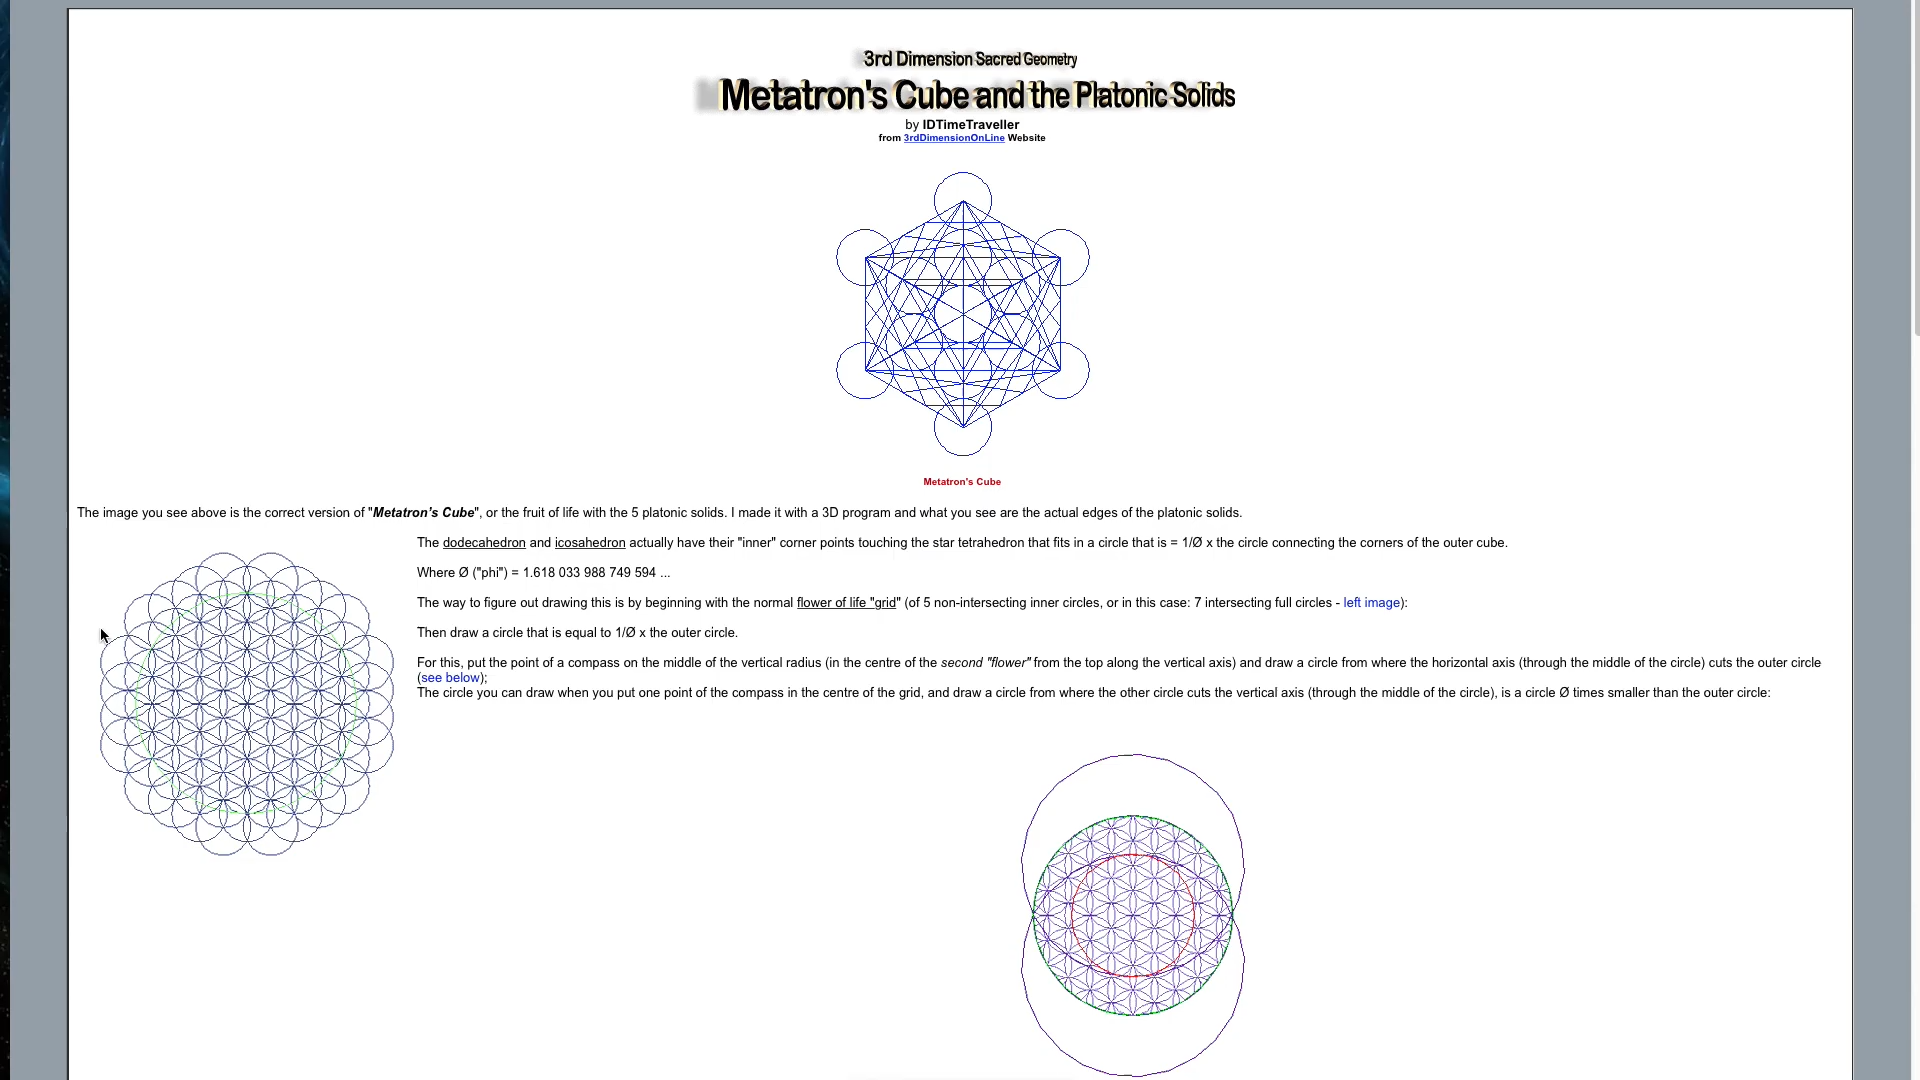 3rd Dimension Sacred Geometry
Metatron's Cube and the Platonic Solids
by IDTimeTraveller
from 3rdDimensionOnLine Website
Metatron's Cube
The image you see above is the correct version of "Metatron's Cube", or the fruit of life with the 5 platonic solids. I made it with a 3D program and what you see are the actual edges of the platonic solids.
The dodecahedron and icosahedron actually have their "inner" corner points touching the star tetrahedron that fits in a circle that is = 1/Ø x the circle connecting the corners of the outer cube.
Where Ø ("phi") = 1.618 033 988 749 594 ...
The way to figure out drawing this is by beginning with the normal flower of life "grid" (of 5 non-intersecting inner circles, or in this case: 7 intersecting full circles - left image):
Then draw a circle that is equal to 1/Ø x the outer circle.
For this, put the point of a compass on the middle of the vertical radius (in the centre of the second "flower" from the top along the vertical axis) and draw a circle from where the horizontal axis (through the middle of the circle) cuts the outer circle
(see below);
The circle you can draw when you put one point of the compass in the centre of the grid, and draw a circle from where the other circle cuts the vertical axis (through the middle of the circle), is a circle Ø times smaller than the outer circle: